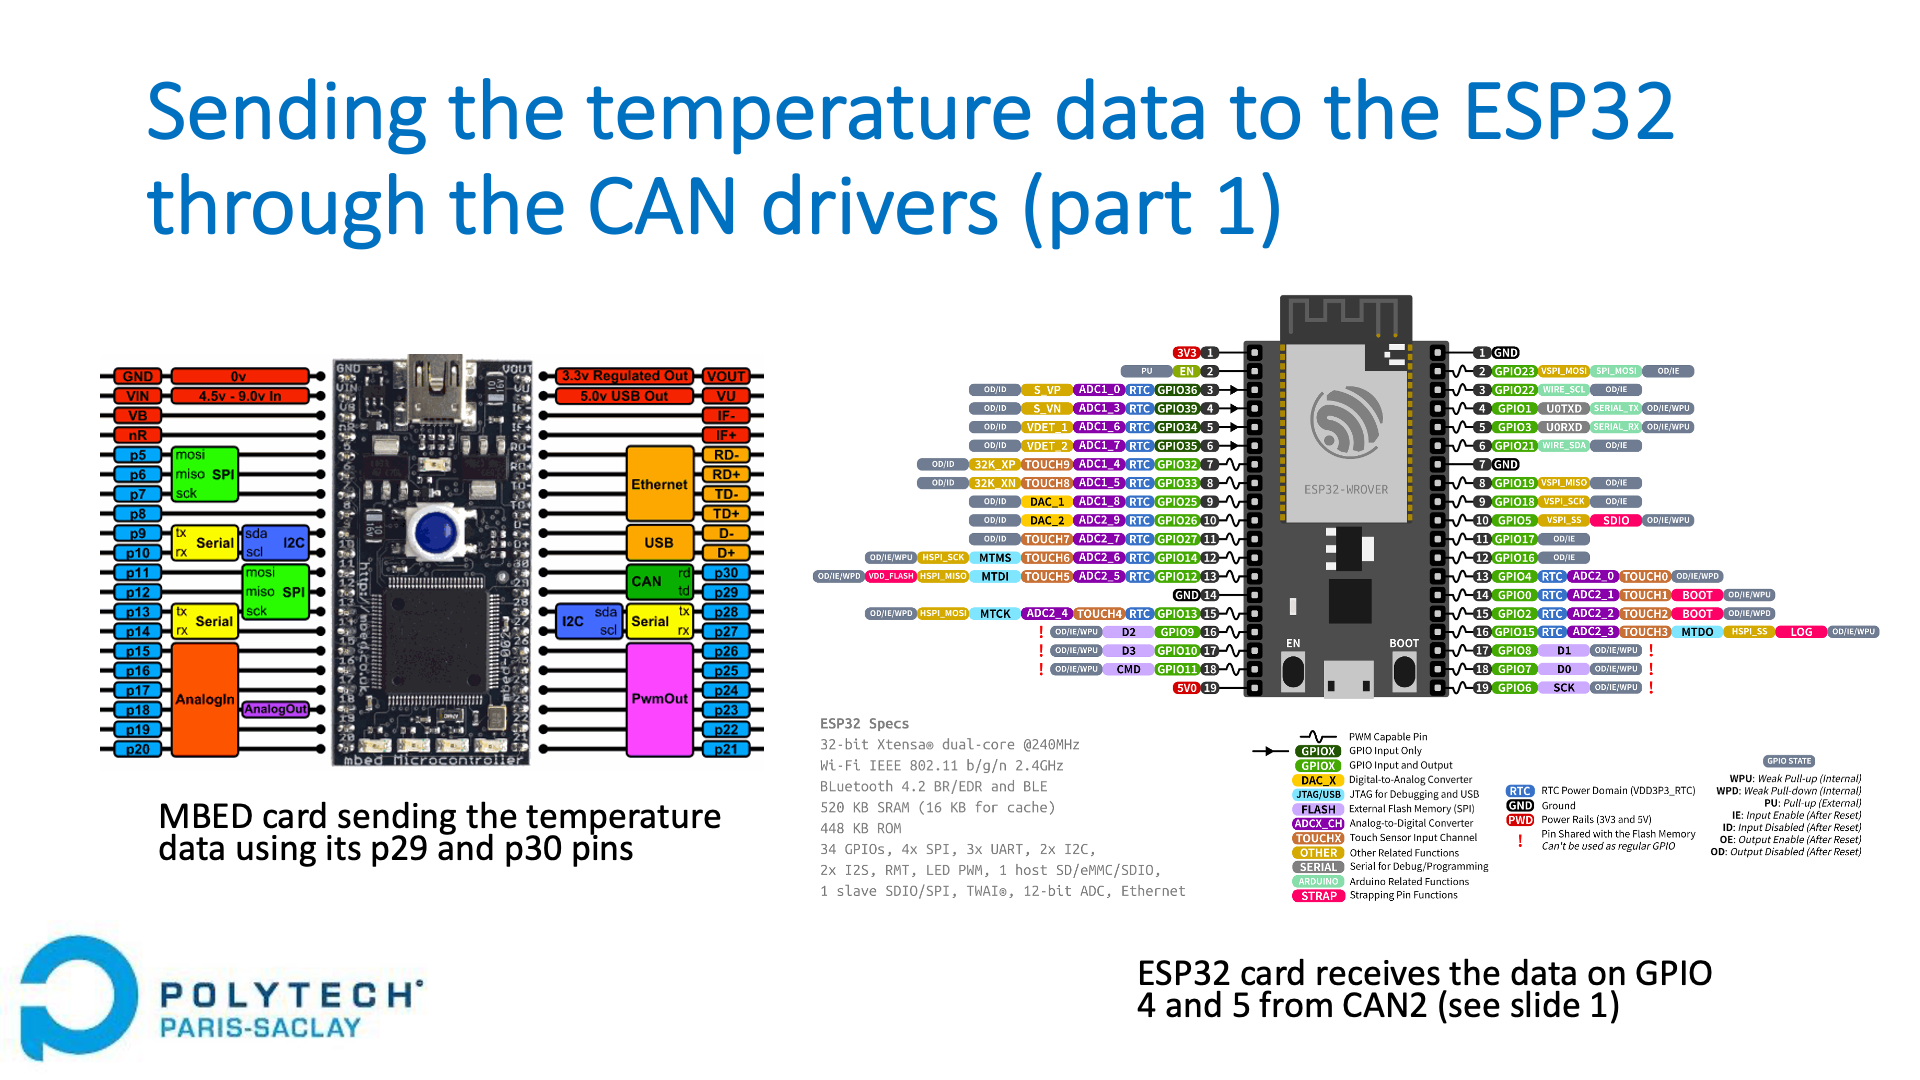 Sending the temperature data to the ESP32
through the CAN drivers (part 1)
GND 0v 3.3v Regulated Out VOUT
VIN 4.5v - 9.0v In 5.0v USB Out VU
VB IF-
nR IF+
p5 mosi RD-
p6 miso SPI RD+
p7 sck Ethernet TD-
p8 TD+
p9 tx Serial sda I2C USB D-
p10 rx scl D+
p11 mosi CAN rd p30
p12 miso SPI td p29
p13 tx Serial sck I2C sda Serial tx p28
p14 rx scl rx p27
p15 p26
p16 p25
p17 AnalogIn PwmOut p24
p18 AnalogOut p23
p19 p22
p20 p21
mbed Microcontroller
MBED card sending the temperature
data using its p29 and p30 pins
3V3 1
PU EN 2
OD/ID S_VP ADC1_0 RTC GPIO36 3
OD/ID S_VN ADC1_3 RTC GPIO39 4
OD/ID VDET_1 ADC1_6 RTC GPIO34 5
OD/ID VDET_2 ADC1_7 RTC GPIO35 6
OD/ID 32K_XP TOUCH9 ADC1_4 RTC GPIO32 7
OD/ID 32K_XN TOUCH8 ADC1_5 RTC GPIO33 8
OD/ID DAC_1 ADC1_8 RTC GPIO25 9
OD/ID DAC_2 ADC2_9 RTC GPIO26 10
OD/ID TOUCH7 ADC2_7 RTC GPIO27 11
OD/IE/WPU HSPI_SCK MTMS TOUCH6 ADC2_6 RTC GPIO14 12
OD/IE/WPD VDD_FLASH HSPI_MISO MTDI TOUCH5 ADC2_5 RTC GPIO12 13
GND 14
OD/IE/WPD HSPI_MOSI MTCK ADC2_4 TOUCH4 RTC GPIO13 15
! OD/IE/WPU D2 GPIO9 16
! OD/IE/WPU D3 GPIO10 17
! OD/IE/WPU CMD GPIO11 18
5V0 19
ESP32-WROVER
EN BOOT
1 GND
2 GPIO23 VSPI_MOSI SPI_MOSI OD/IE
3 GPIO22 WIRE_SCL OD/IE
4 GPIO1 U0TXD SERIAL_TX OD/IE/WPU
5 GPIO3 U0RXD SERIAL_RX OD/IE/WPU
6 GPIO21 WIRE_SDA OD/IE
7 GND
8 GPIO19 VSPI_MISO OD/IE
9 GPIO18 VSPI_SCK OD/IE
10 GPIO5 VSPI_SS SDIO OD/IE/WPU
11 GPIO17 OD/IE
12 GPIO16 OD/IE
13 GPIO4 RTC ADC2_0 TOUCH0 OD/IE/WPD
14 GPIO0 RTC ADC2_1 TOUCH1 BOOT OD/IE/WPU
15 GPIO2 RTC ADC2_2 TOUCH2 BOOT OD/IE/WPD
16 GPIO15 RTC ADC2_3 TOUCH3 MTDO HSPI_SS LOG OD/IE/WPU
17 GPIO8 D1 OD/IE/WPU !
18 GPIO7 D0 OD/IE/WPU !
19 GPIO6 SCK OD/IE/WPU !
ESP32 Specs
32-bit Xtensa® dual-core @240MHz
Wi-Fi IEEE 802.11 b/g/n 2.4GHz
BLuetooth 4.2 BR/EDR and BLE
520 KB SRAM (16 KB for cache)
448 KB ROM
34 GPIOs, 4x SPI, 3x UART, 2x I2C,
2x I2S, RMT, LED PWM, 1 host SD/eMMC/SDIO,
1 slave SDIO/SPI, TWAI®, 12-bit ADC, Ethernet
PWM Capable Pin
GPIOX GPIO Input Only
GPIOX GPIO Input and Output
DAC_X Digital-to-Analog Converter
JTAG/USB JTAG for Debugging and USB
FLASH External Flash Memory (SPI)
ADCX_CH Analog-to-Digital Converter
TOUCHX Touch Sensor Input Channel
OTHER Other Related Functions
SERIAL Serial for Debug/Programming
ARDUINO Arduino Related Functions
STRAP Strapping Pin Functions
RTC RTC Power Domain (VDD3P3_RTC)
GND Ground
PWD Power Rails (3V3 and 5V)
! Pin Shared with the Flash Memory
Can't be used as regular GPIO
GPIO STATE
WPU: Weak Pull-up (Internal)
WPD: Weak Pull-down (Internal)
PU: Pull-up (External)
IE: Input Enable (After Reset)
ID: Input Disabled (After Reset)
OE: Output Enable (After Reset)
OD: Output Disabled (After Reset)
ESP32 card receives the data on GPIO
4 and 5 from CAN2 (see slide 1)
POLYTECH
PARIS-SACLAY